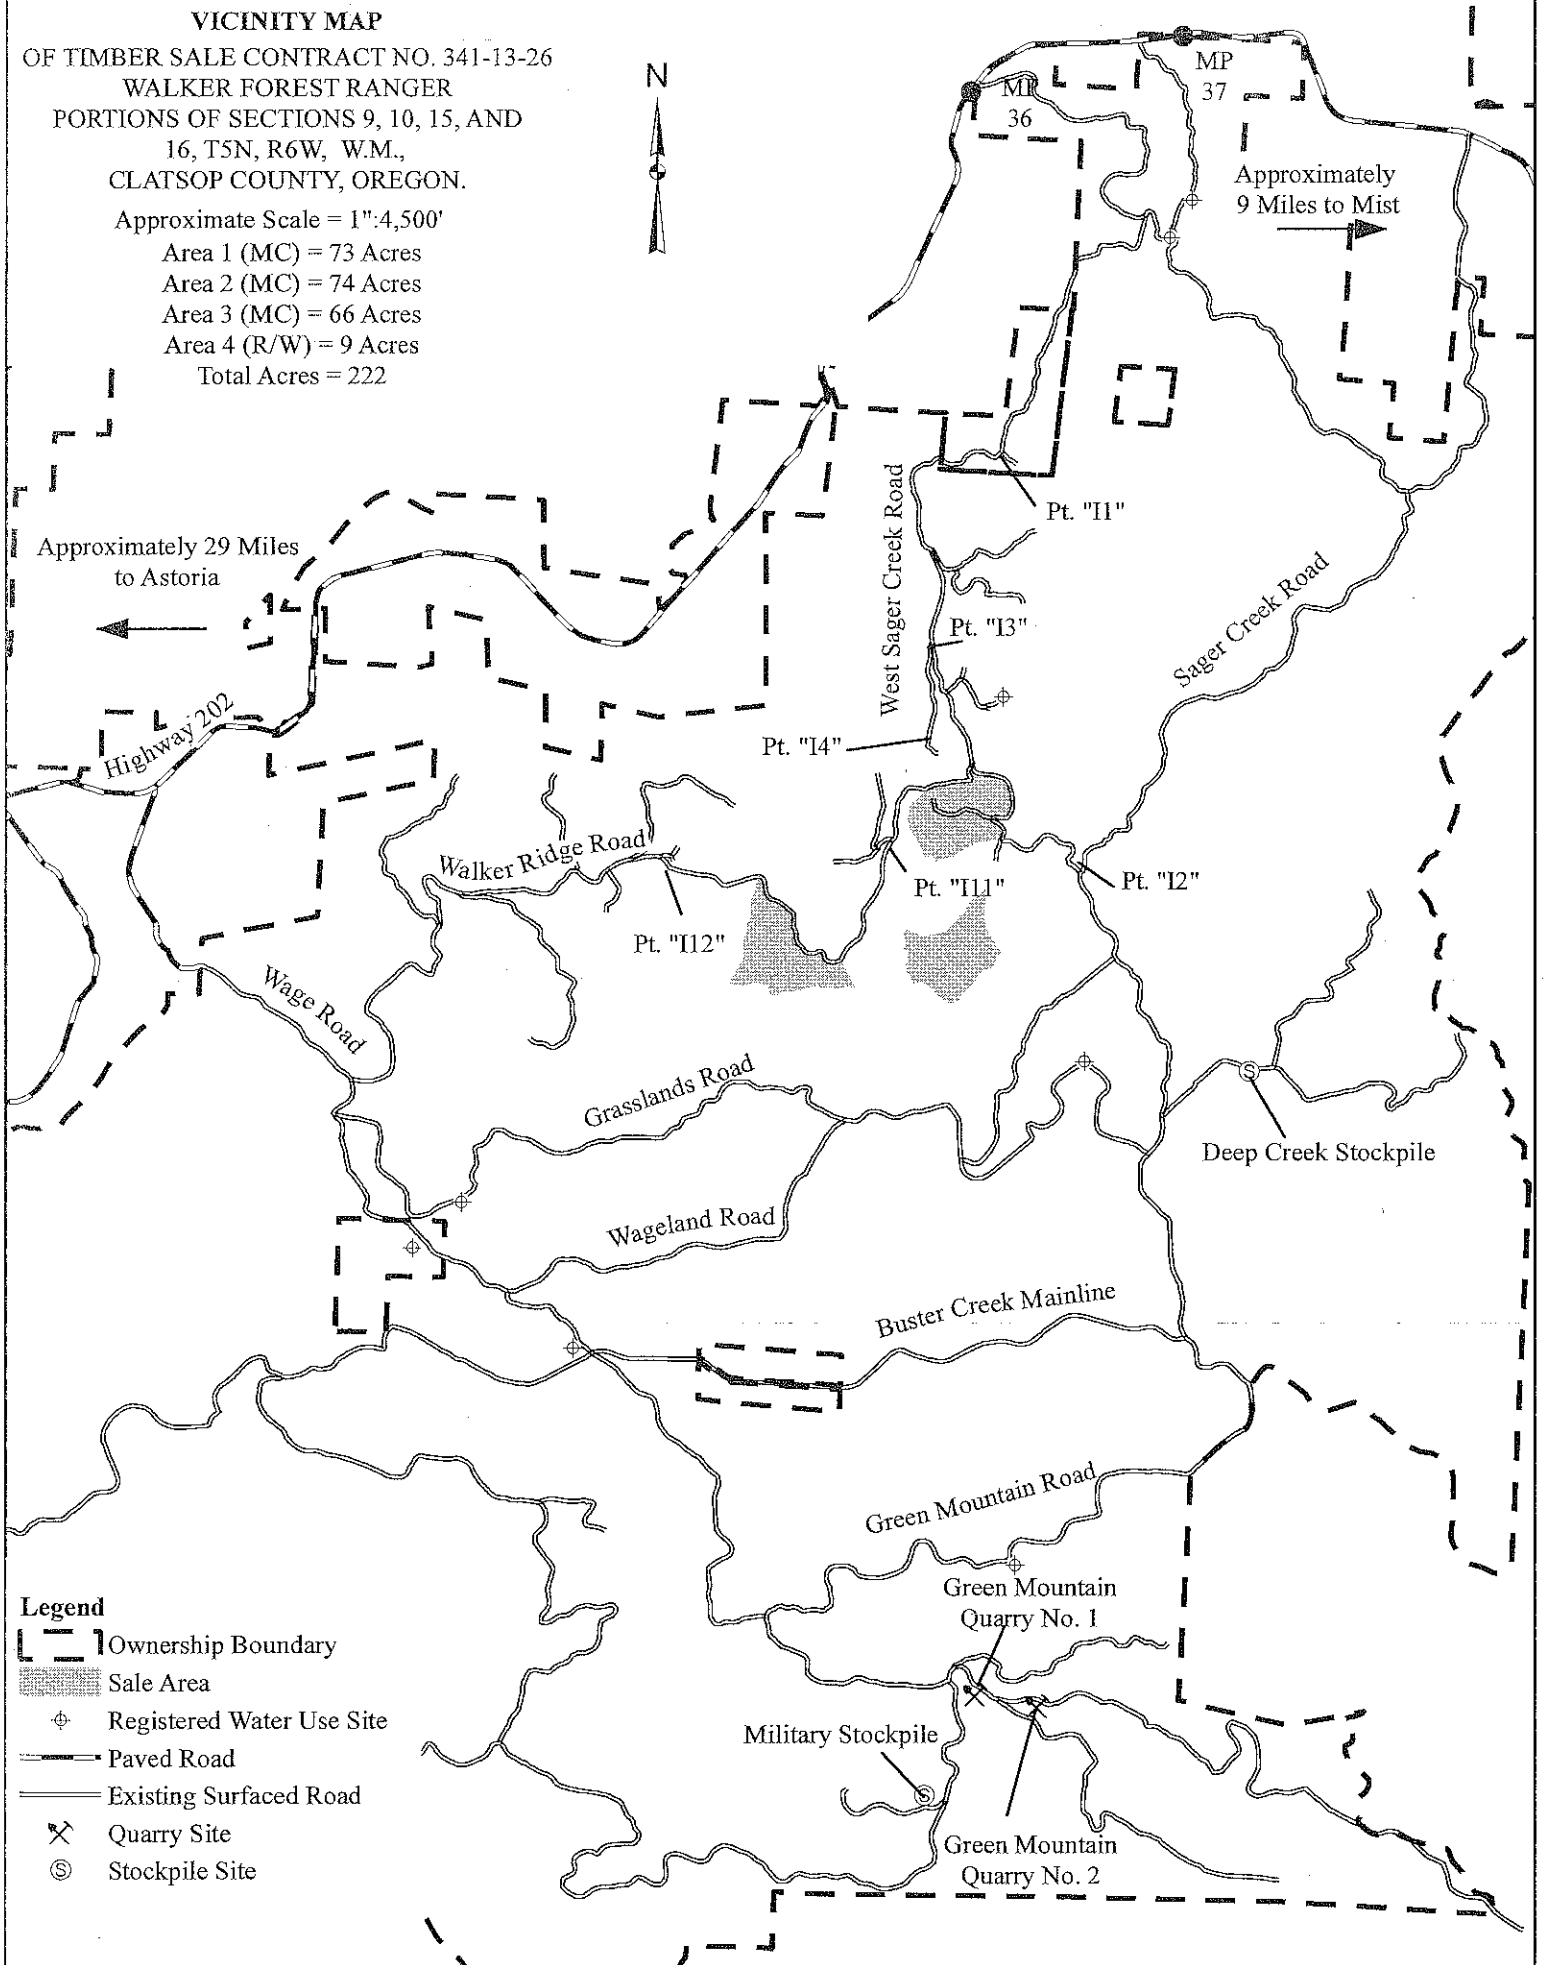 VICINITY MAP
OF TIMBER SALE CONTRACT NO. 341-13-26
WALKER FOREST RANGER
PORTIONS OF SECTIONS 9, 10, 15, AND
16, T5N, R6W, W.M.,
CLATSOP COUNTY, OREGON.
Approximate Scale = 1":4,500'
Area 1 (MC) = 73 Acres
Area 2 (MC) = 74 Acres
Area 3 (MC) = 66 Acres
Area 4 (R/W) = 9 Acres
Total Acres = 222
N
MP
36
MP
37
Approximately
9 Miles to Mist
Pt. "I1"
Approximately 29 Miles
to Astoria
West Sager Creek Road
Sager Creek Road
Pt. "I3"
Highway 202
Pt. "I4"
Walker Ridge Road
Pt. "I11"
Pt. "I2"
Pt. "I12"
Wage Road
Grasslands Road
Deep Creek Stockpile
Wageland Road
Buster Creek Mainline
Green Mountain Road
Green Mountain
Quarry No. 1
Military Stockpile
S
S
Green Mountain
Quarry No. 2
Legend
Ownership Boundary
Sale Area
Registered Water Use Site
Paved Road
Existing Surfaced Road
Quarry Site
S Stockpile Site